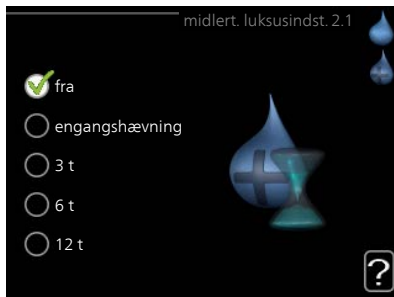 midlert. luksusindst. 2.1
fra
engangshævning
3 t
6 t
12 t
?